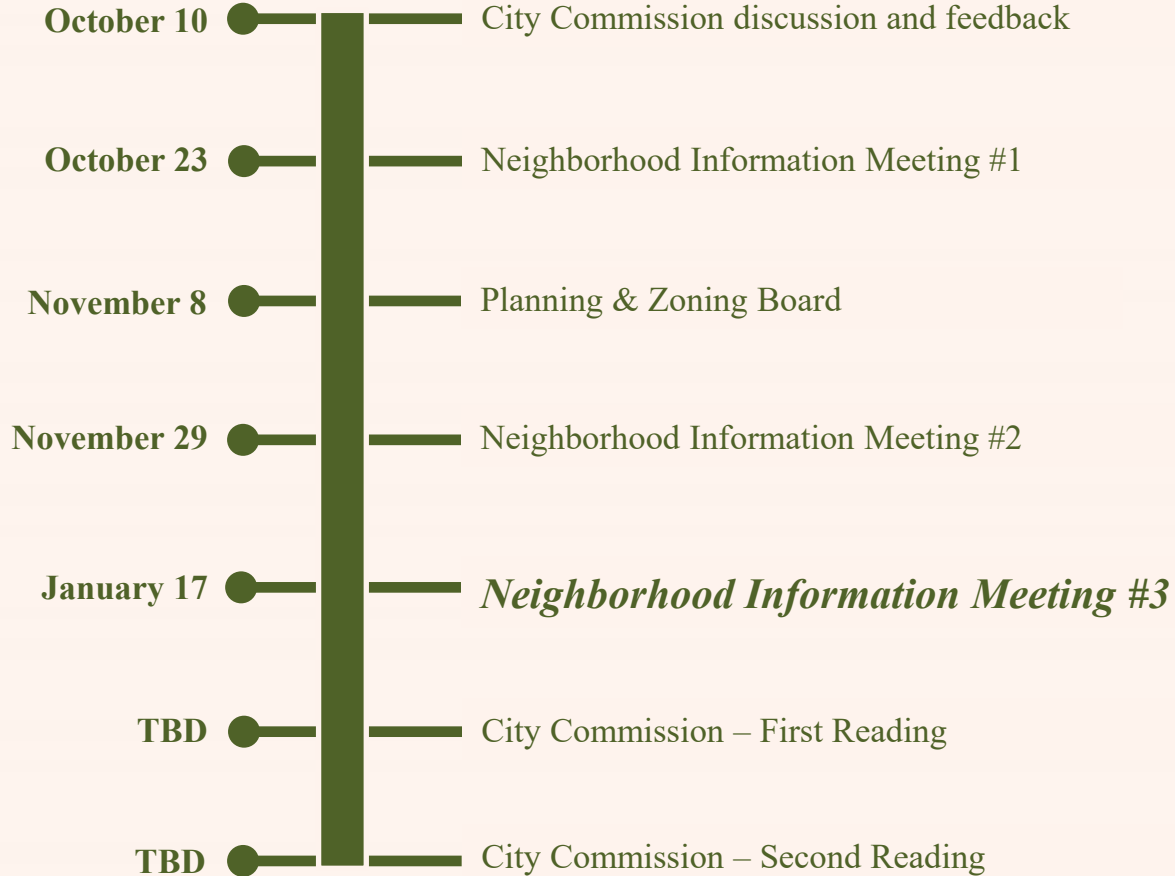 October 10 City Commission discussion and feedback
October 23 Neighborhood Information Meeting #1
November 8 Planning & Zoning Board
November 29 Neighborhood Information Meeting #2
January 17 Neighborhood Information Meeting #3
TBD City Commission – First Reading
TBD City Commission – Second Reading